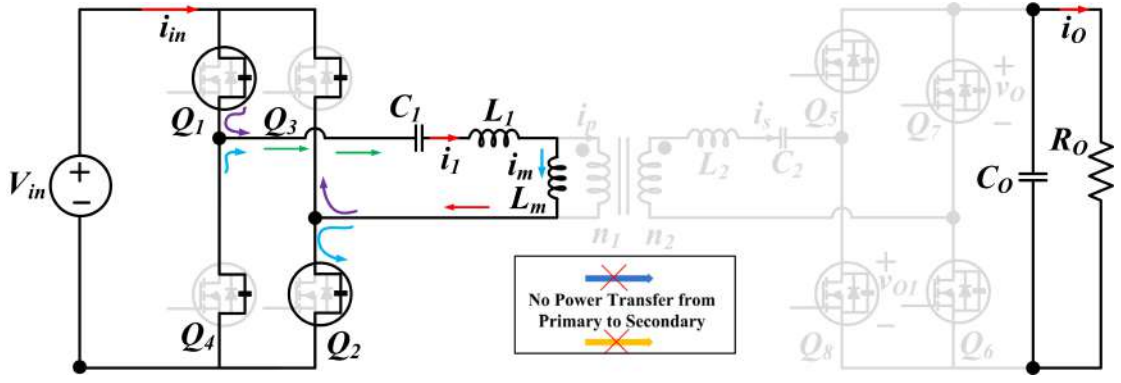 i_in
Q_1
Q_3
C_1
L_1
i_p
i_s
Q_5
+
v_O
−
Q_7
i_O
i_1
i_m
L_m
L_2
C_2
V_in
+
−
C_O
R_O
n_1
n_2
Q_4
Q_2
No Power Transfer from
Primary to Secondary
+
v_O1
−
Q_8
Q_6